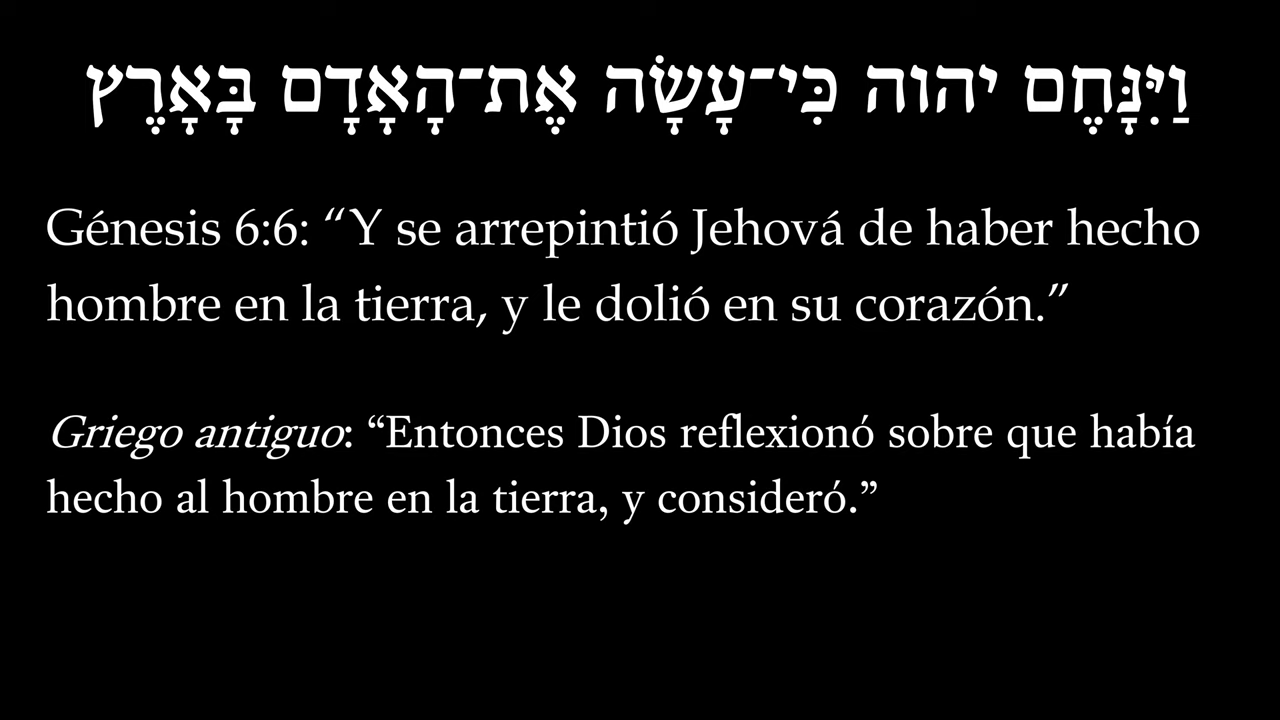 וַיִּנָּחֶם יהוה כִּי־עָשָׂה אֶת־הָאָדָם בָּאָרֶץ
Génesis 6:6: “Y se arrepintió Jehová de haber hecho
hombre en la tierra, y le dolió en su corazón.”
Griego antiguo: “Entonces Dios reflexionó sobre que había
hecho al hombre en la tierra, y consideró.”